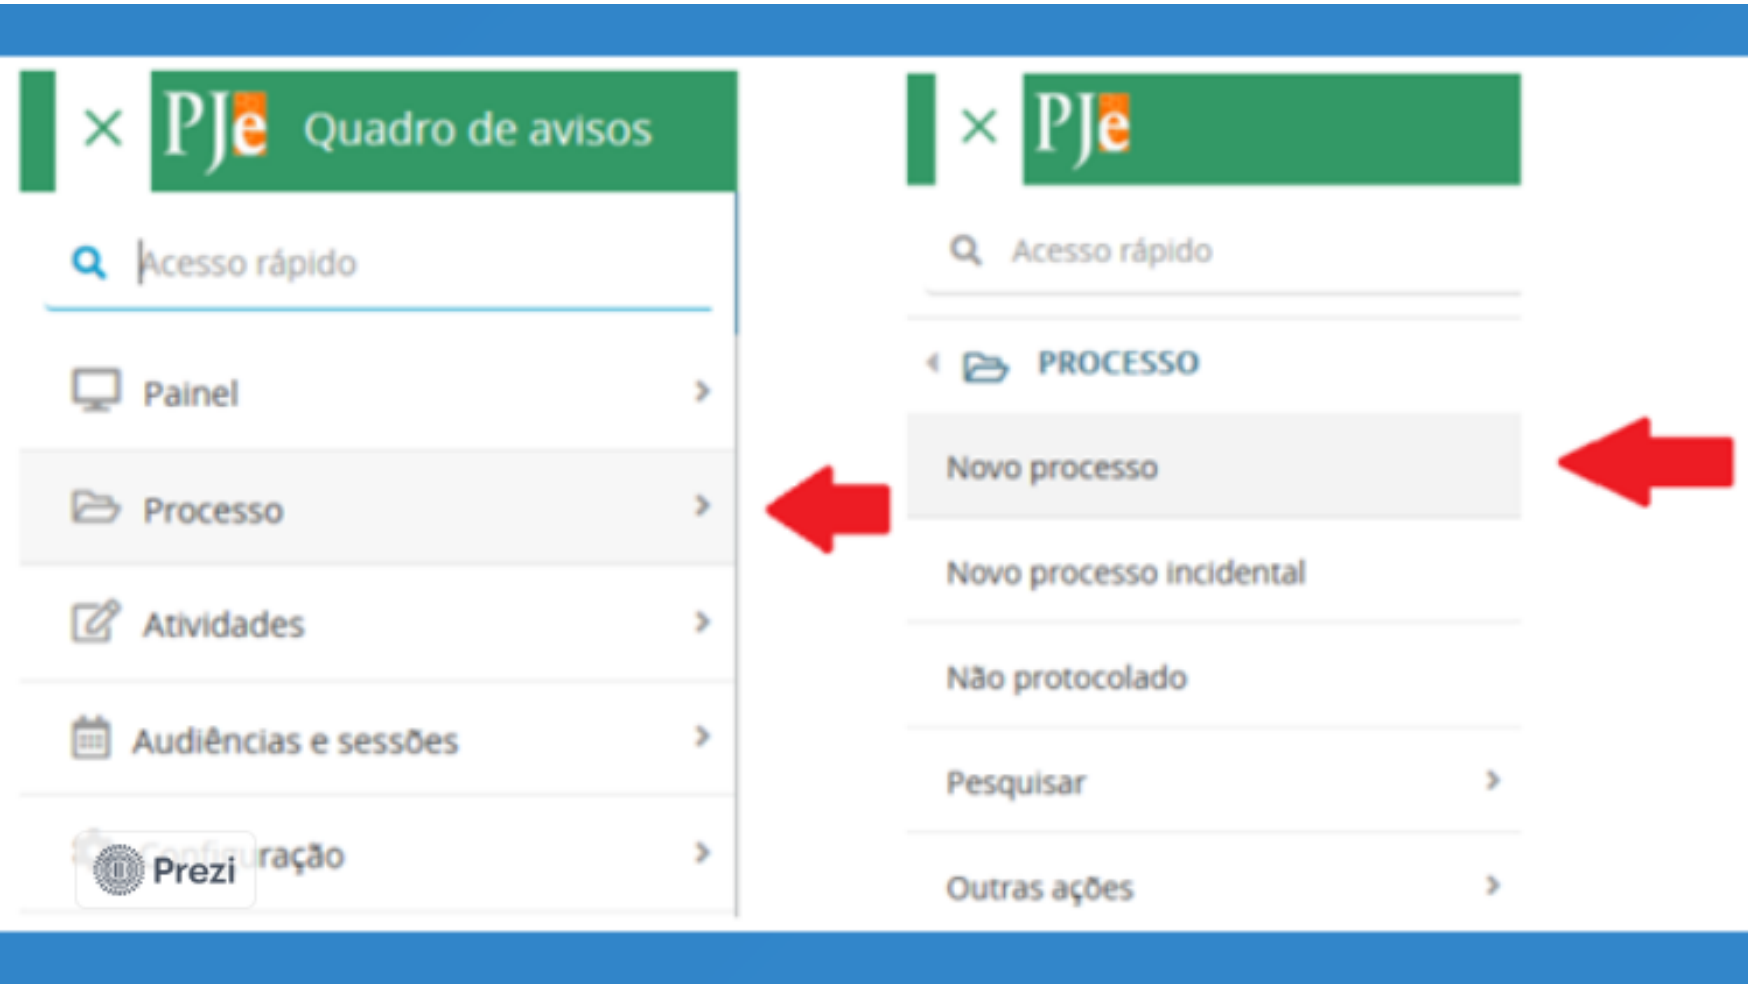 PJe Quadro de avisos
Acesso rápido
Painel
Processo
Atividades
Audiências e sessões
Configuração
Prezi
PJe
Acesso rápido
PROCESSO
Novo processo
Novo processo incidental
Não protocolado
Pesquisar
Outras ações